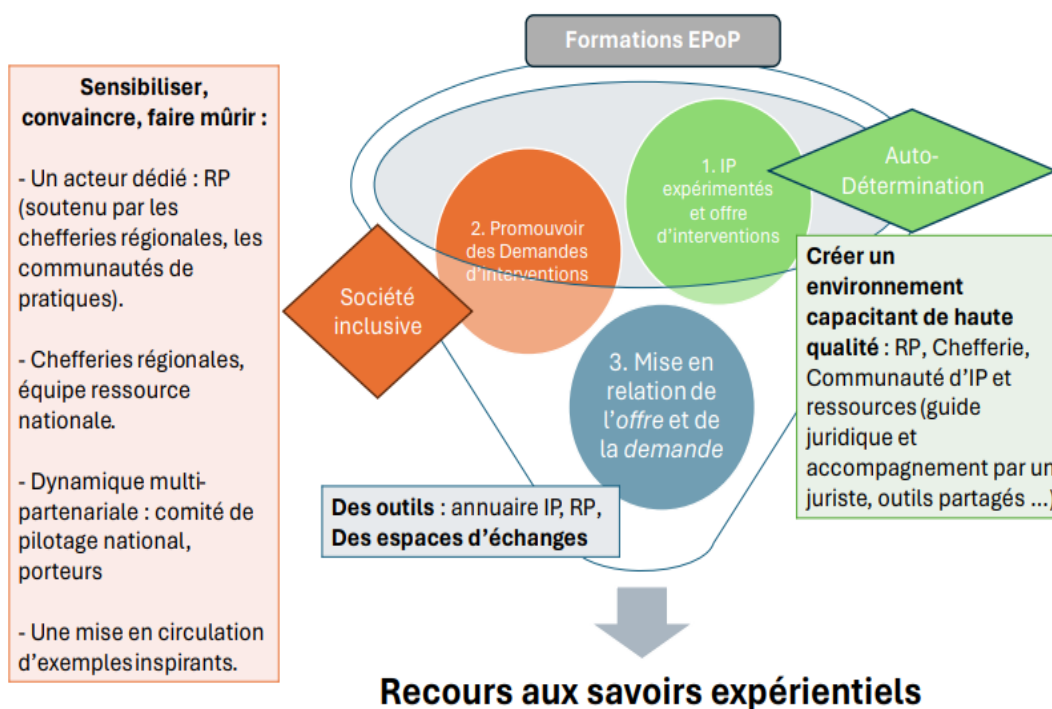 Formations EPoP
Sensibiliser,
convaincre, faire mûrir :
- Un acteur dédié : RP
(soutenu par les
chefferies régionales, les
communautés de
pratiques).
- Chefferies régionales,
équipe ressource
nationale.
- Dynamique multi-
partenariale : comité de
pilotage national,
porteurs
- Une mise en circulation
d'exemples inspirants.
1. IP
expérimentés
et offre
d'interventions
Auto-
Détermination
2. Promouvoir
des Demandes
d'interventions
Société
inclusive
Créer un
environnement
capacitant de haute
qualité : RP, Chefferie,
Communauté d'IP et
ressources (guide
juridique et
accompagnement par un
juriste, outils partagés ...)
3. Mise en
relation de
l'offre et de
la demande
Des outils : annuaire IP, RP,
Des espaces d'échanges
Recours aux savoirs expérientiels